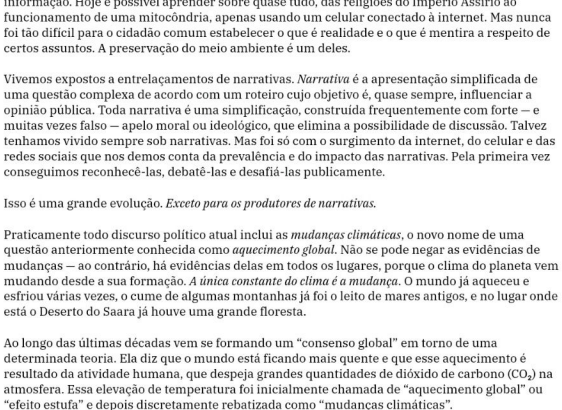 informação. Hoje é possível aprender sobre quase tudo, das religiões do Império Assírio ao
funcionamento de uma mitocôndria, apenas usando um celular conectado à internet. Mas nunca
foi tão difícil para o cidadão comum estabelecer o que é realidade e o que é mentira a respeito de
certos assuntos. A preservação do meio ambiente é um deles.
Vivemos expostos a entrelaçamentos de narrativas. Narrativa é a apresentação simplificada de
uma questão complexa de acordo com um roteiro cujo objetivo é, quase sempre, influenciar a
opinião pública. Toda narrativa é uma simplificação, construída frequentemente com forte — e
muitas vezes falso — apelo moral ou ideológico, que elimina a possibilidade de discussão. Talvez
tenhamos vivido sempre sob narrativas. Mas foi só com o surgimento da internet, do celular e das
redes sociais que nos demos conta da prevalência e do impacto das narrativas. Pela primeira vez
conseguimos reconhecê-las, debatê-las e desafiá-las publicamente.
Isso é uma grande evolução. Exceto para os produtores de narrativas.
Praticamente todo discurso político atual inclui as mudanças climáticas, o novo nome de uma
questão anteriormente conhecida como aquecimento global. Não se pode negar as evidências de
mudanças — ao contrário, há evidências delas em todos os lugares, porque o clima do planeta vem
mudando desde a sua formação. A única constante do clima é a mudança. O mundo já aqueceu e
esfriou várias vezes, o cume de algumas montanhas já foi o leito de mares antigos, e no lugar onde
está o Deserto do Saara já houve uma grande floresta.
Ao longo das últimas décadas vem se formando um “consenso global” em torno de uma
determinada teoria. Ela diz que o mundo está ficando mais quente e que esse aquecimento é
resultado da atividade humana, que despeja grandes quantidades de dióxido de carbono (CO₂) na
atmosfera. Essa elevação de temperatura foi inicialmente chamada de “aquecimento global” ou
“efeito estufa” e depois discretamente rebatizada como “mudanças climáticas”.